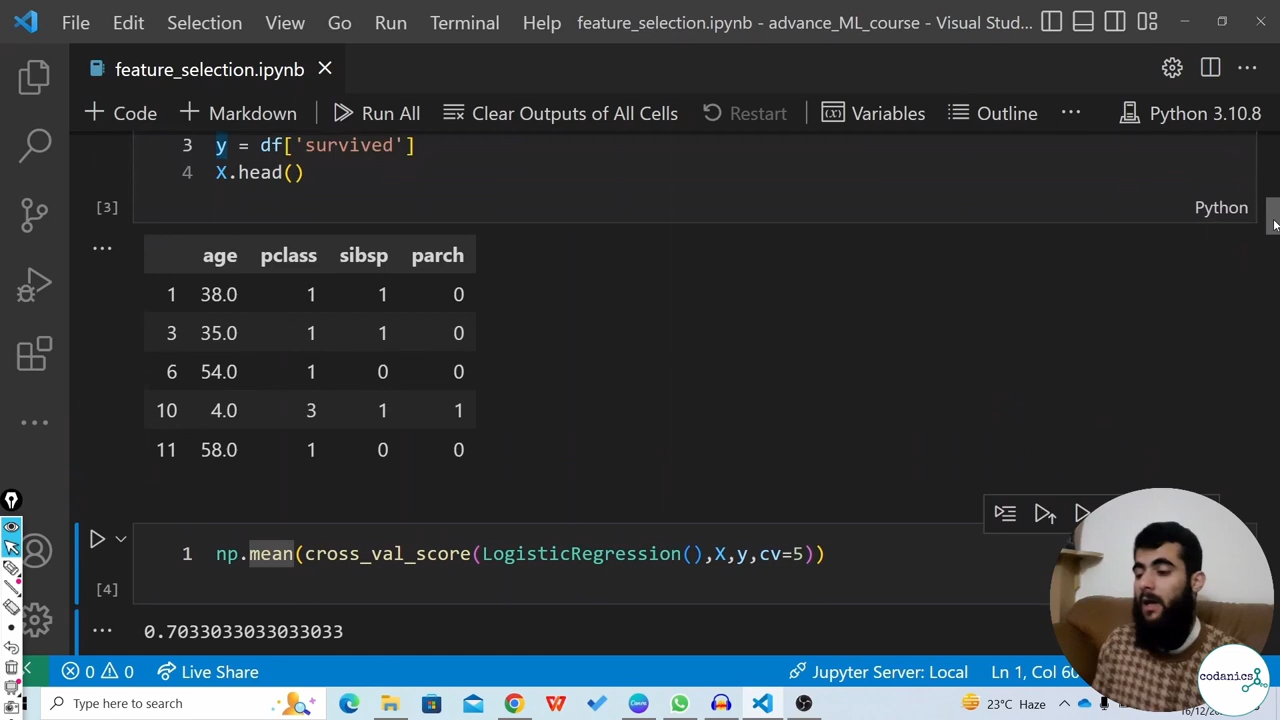 File Edit Selection View Go Run Terminal Help feature_selection.ipynb - advance_ML_course - Visual Stud...
feature_selection.ipynb
Code Markdown Run All Clear Outputs of All Cells Restart Variables Outline ... Python 3.10.8
3 y = df['survived']
4 X.head()
[3] Python
age pclass sibsp parch
1 38.0 1 1 0
3 35.0 1 1 0
6 54.0 1 0 0
10 4.0 3 1 1
11 58.0 1 0 0
1 np.mean(cross_val_score(LogisticRegression(),X,y,cv=5))
[4]
0.7033033033033033
codanics
0 0 Live Share Jupyter Server: Local Ln 1, Col
Type here to search 23°C Haze